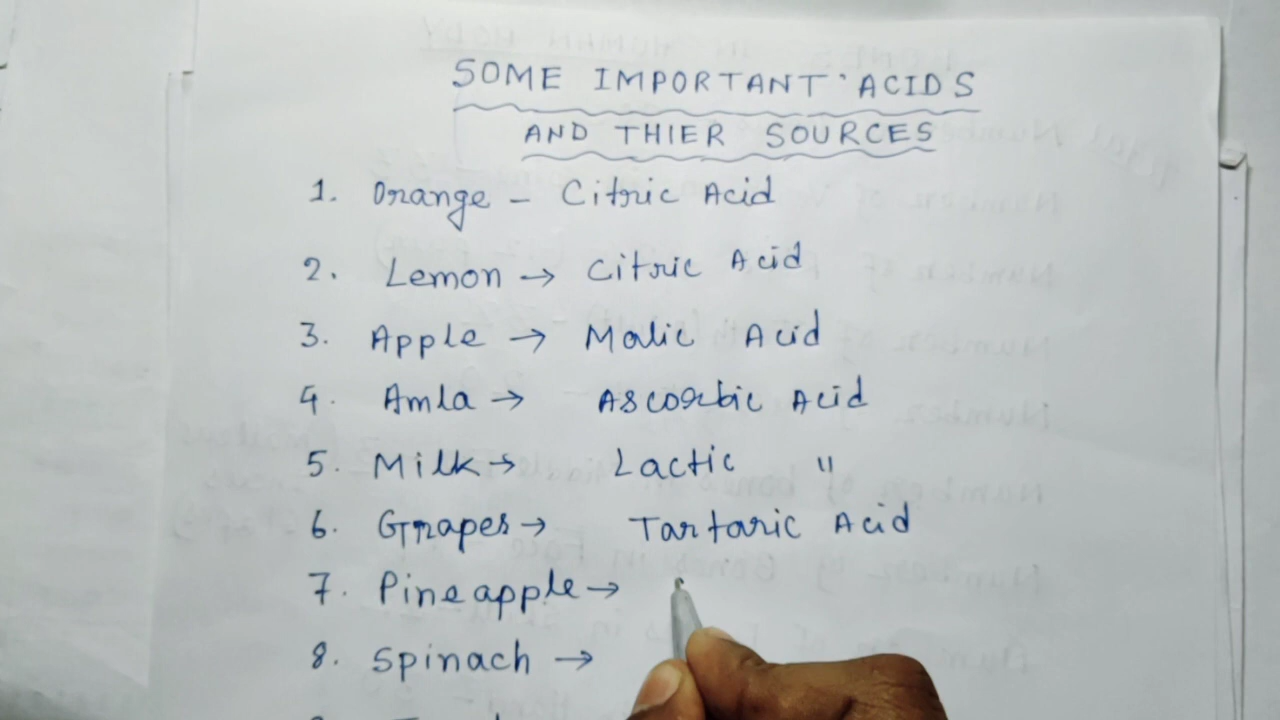 SOME IMPORTANT ACIDS
AND THIER SOURCES
1. Orange - Citric Acid
2. Lemon → Citric Acid
3. Apple → Malic Acid
4. Amla → Ascorbic Acid
5. Milk → Lactic "
6. Grapes → Tartaric Acid
7. Pineapple →
8. Spinach →